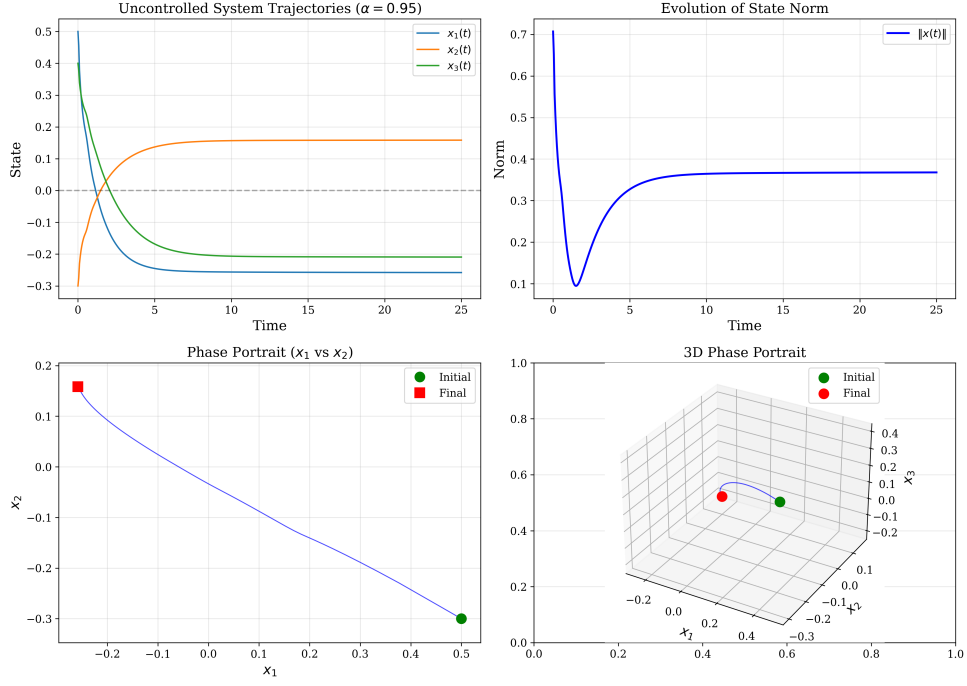 Uncontrolled System Trajectories (α = 0.95)
x₁(t)
x₂(t)
x₃(t)
State
0.5
0.4
0.3
0.2
0.1
0.0
−0.1
−0.2
−0.3
0 5 10 15 20 25
Time
Evolution of State Norm
‖x(t)‖
Norm
0.7
0.6
0.5
0.4
0.3
0.2
0.1
0 5 10 15 20 25
Time
Phase Portrait (x₁ vs x₂)
Initial
Final
x₂
0.2
0.1
0.0
−0.1
−0.2
−0.3
−0.2 −0.1 0.0 0.1 0.2 0.3 0.4 0.5
x₁
3D Phase Portrait
Initial
Final
1.0
0.8
0.6
0.4
0.2
0.0
0.0 0.2 0.4 0.6 0.8 1.0
0.4
0.3
0.2
0.1
0.0
−0.1
−0.2
x₃
0.1
0.0
−0.1
−0.2
−0.3
x₂
−0.2 0.0 0.2 0.4
x₁